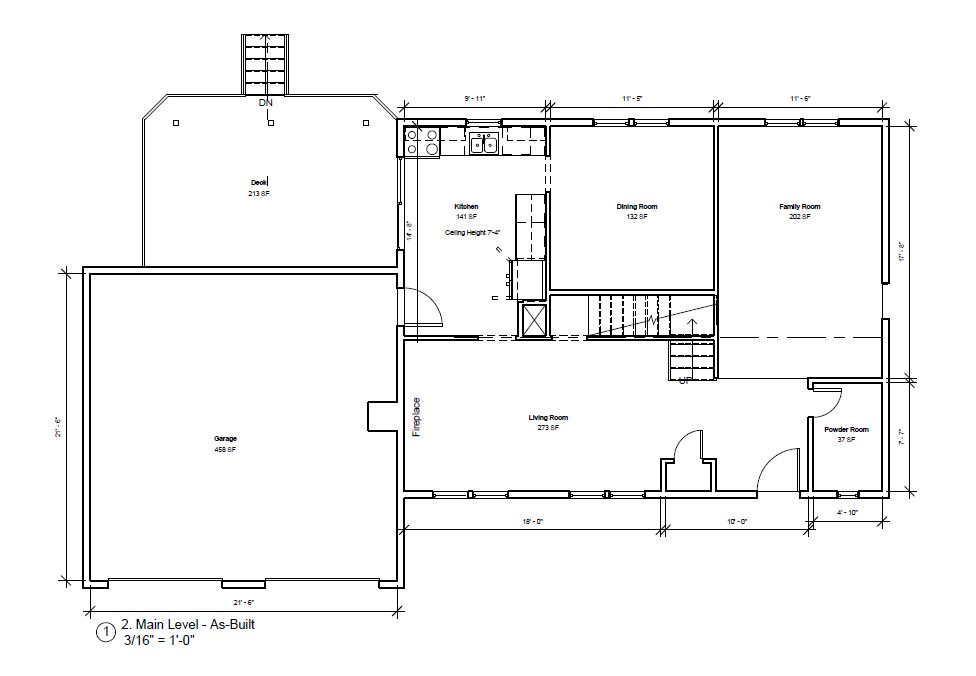 DN
9' - 11"
11' - 5"
11' - 6"
Deck
213 SF
Kitchen
141 SF
Ceiling Height 7'-4"
Dining Room
132 SF
Family Room
202 SF
14' - 8"
17' - 8"
UP
21' - 6"
Garage
458 SF
Fireplace
Living Room
273 SF
Powder Room
37 SF
7' - 7"
4' - 10"
18' - 0"
10' - 0"
21' - 6"
1
2. Main Level - As-Built
3/16" = 1'-0"